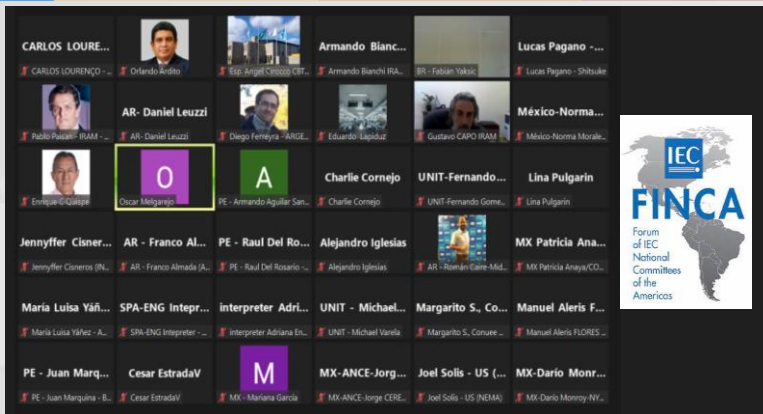 CARLOS LOURE...
Armando Bianc...
Lucas Pagano -...
CARLOS LOURENÇO -...
Orlando Ardito
Esp. Angel Cirocco CBT...
Armando Bianchi IRA...
BR - Fabián Yaksic
Lucas Pagano - Shitsuke
AR- Daniel Leuzzi
México-Norma...
Pablo Paisan - IRAM -...
AR- Daniel Leuzzi
Diego Ferreyra - ARGE...
Eduardo Lapiduz
Gustavo CAPO IRAM
México-Norma Morale...
O
A
Charlie Cornejo
UNIT-Fernando...
Lina Pulgarin
Enrique C Quispe
Oscar Melgarejo
PE - Armando Aguilar San...
Charlie Cornejo
UNIT-Fernando Gome...
Lina Pulgarin
Jennyffer Cisner...
AR - Franco Al...
PE - Raul Del Ro...
Alejandro Iglesias
MX Patricia Ana...
Jennyffer Cisneros (IN...
AR - Franco Almada (A...
PE - Raul Del Rosario -...
Alejandro Iglesias
AR - Román Caire-Mid...
MX Patricia Anaya/CO...
María Luisa Yáñ...
SPA-ENG Intepr...
interpreter Adri...
UNIT - Michael...
Margarito S., Co...
Manuel Aleris F...
María Luisa Yáñez - A...
SPA-ENG Intepreter -...
interpreter Adriana En...
UNIT - Michael Varela
Margarito S., Conuee...
Manuel Aleris FLORES...
PE - Juan Marq...
Cesar EstradaV
M
MX-ANCE-Jorg...
Joel Solis - US (...
MX-Darío Monr...
PE - Juan Marquina - B...
Cesar EstradaV
MX - Mariana García
MX-ANCE-Jorge CERE...
Joel Solis - US (NEMA)
MX-Darío Monroy-NY...
IEC
FINCA
Forum
of IEC
National
Committees
of the
Americas